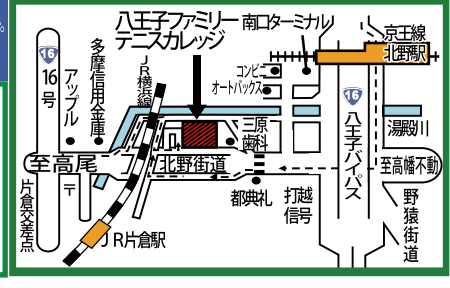 八王子ファミリー
テニスカレッジ
南口ターミナル
京王線
北野駅
16
16号
アップル
多摩信用金庫
JR横浜線
コンビニ
オートバックス
16
八王子バイパス
湯殿川
三原
歯科
至高尾
北野街道
至高幡不動
〒
片倉交差点
都典礼
打越
信号
野猿街道
JR片倉駅